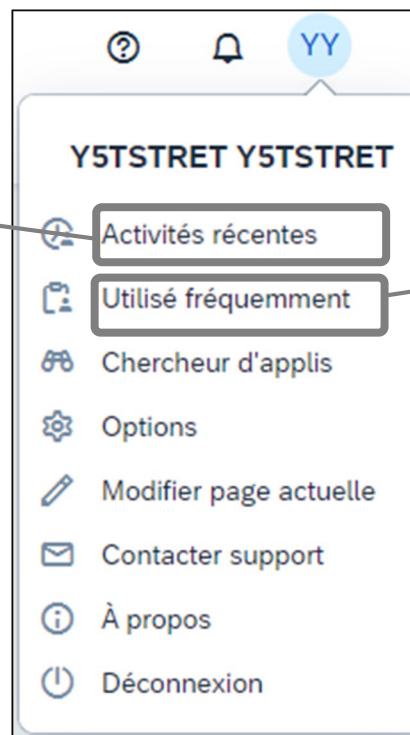 YY
Y5TSTRET Y5TSTRET
Activités récentes
Utilisé fréquemment
Chercheur d'applis
Options
Modifier page actuelle
Contacter support
À propos
Déconnexion